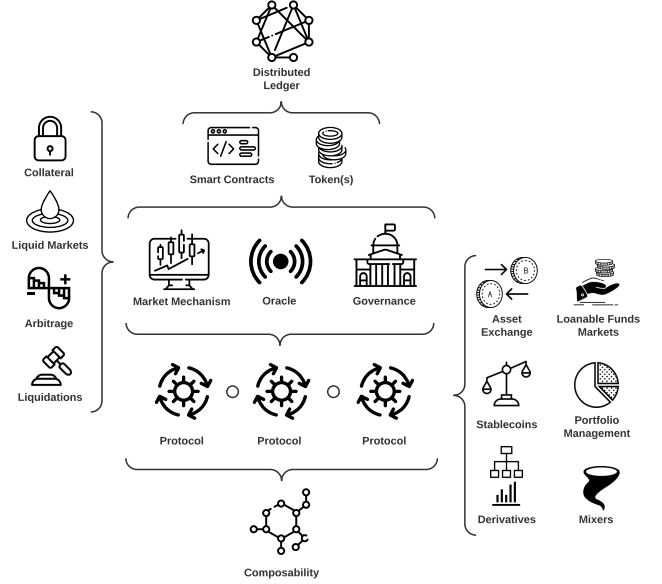 Distributed
Ledger
Smart Contracts
Token(s)
Collateral
Liquid Markets
Arbitrage
Liquidations
Market Mechanism
Oracle
Governance
Protocol
Protocol
Protocol
Composability
B
A
Asset
Exchange
Loanable Funds
Markets
Stablecoins
Portfolio
Management
Derivatives
Mixers